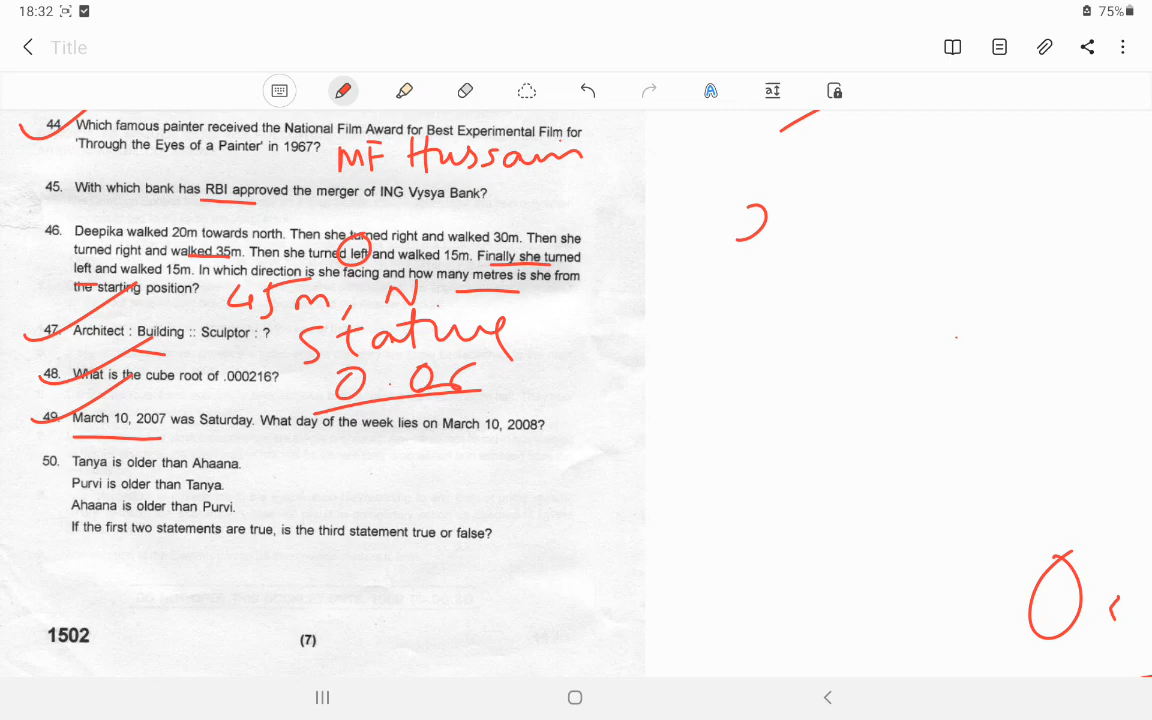 18:32
75%
Title
44. Which famous painter received the National Film Award for Best Experimental Film for
'Through the Eyes of a Painter' in 1967?
MF Hussain
45. With which bank has RBI approved the merger of ING Vysya Bank?
46. Deepika walked 20m towards north. Then she turned right and walked 30m. Then she
turned right and walked 35m. Then she turned left and walked 15m. Finally she turned
left and walked 15m. In which direction is she facing and how many metres is she from
the starting position?
45m, N
47. Architect : Building :: Sculptor : ?
Statue
48. What is the cube root of .000216?
0.06
49. March 10, 2007 was Saturday. What day of the week lies on March 10, 2008?
50. Tanya is older than Ahaana.
Purvi is older than Tanya.
Ahaana is older than Purvi.
If the first two statements are true, is the third statement true or false?
1502
(7)